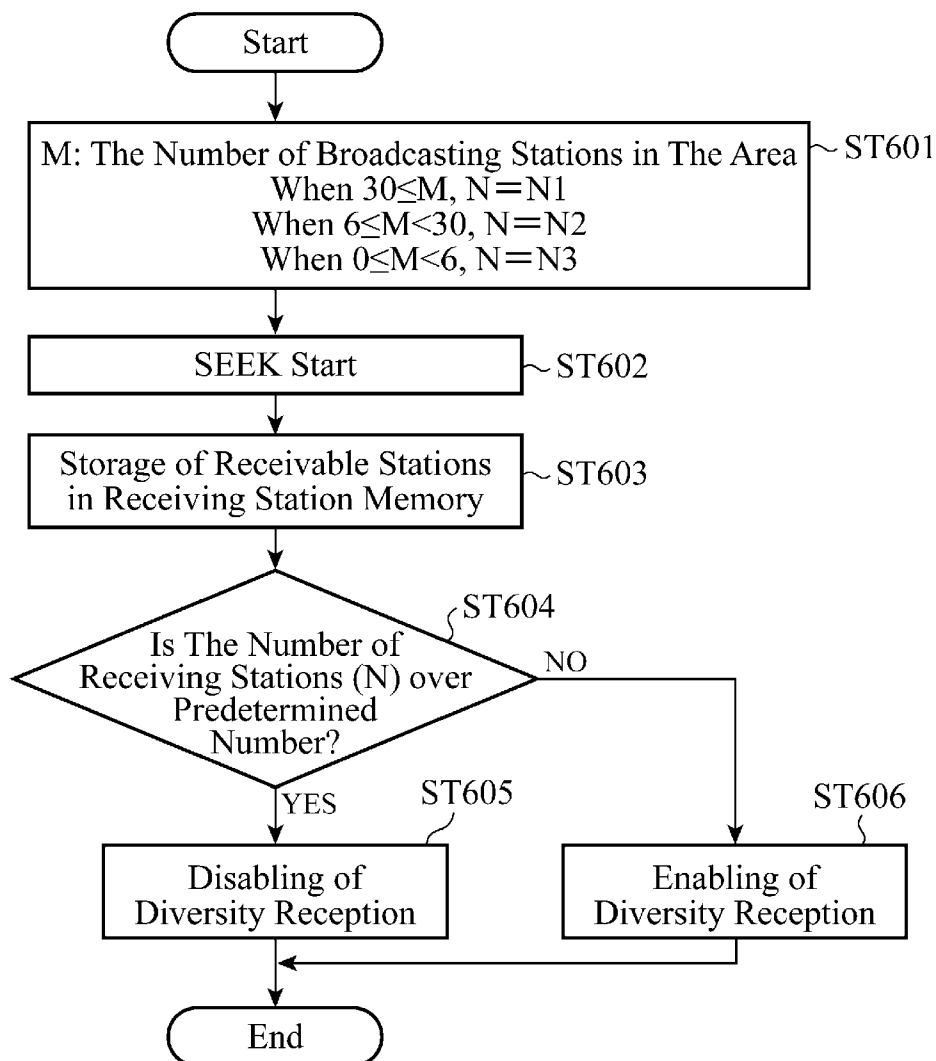 Start
M: The Number of Broadcasting Stations in The Area
When 30≤M, N=N1
When 6≤M<30, N=N2
When 0≤M<6, N=N3
ST601
SEEK Start
ST602
Storage of Receivable Stations
in Receiving Station Memory
ST603
ST604
Is The Number of
Receiving Stations (N) over
Predetermined
Number?
NO
YES
ST605
ST606
Disabling of
Diversity Reception
Enabling of
Diversity Reception
End